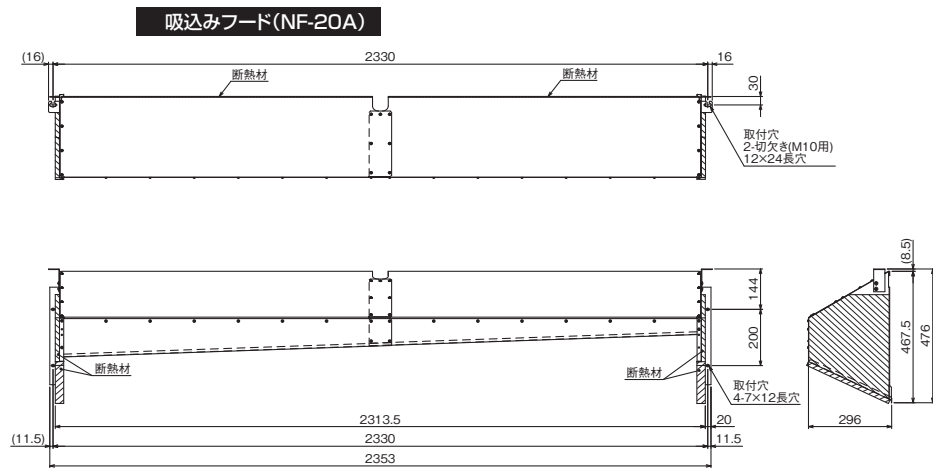 吸込みフード(NF-20A)
(16)
2330
16
断熱材
断熱材
30
取付穴
2-切欠き(M10用)
12×24長穴
(8.5)
144
200
467.5
476
断熱材
断熱材
取付穴
4-7×12長穴
2313.5
20
296
(11.5)
2330
11.5
2353